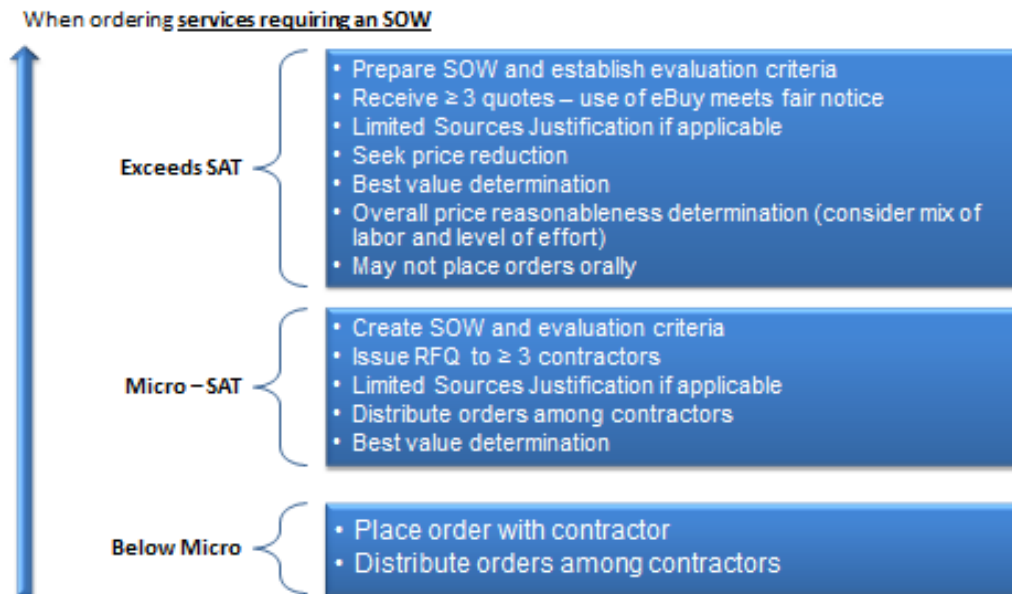 When ordering services requiring an SOW
Exceeds SAT
• Prepare SOW and establish evaluation criteria
• Receive ≥ 3 quotes – use of eBuy meets fair notice
• Limited Sources Justification if applicable
• Seek price reduction
• Best value determination
• Overall price reasonableness determination (consider mix of
labor and level of effort)
• May not place orders orally
Micro – SAT
• Create SOW and evaluation criteria
• Issue RFQ to ≥ 3 contractors
• Limited Sources Justification if applicable
• Distribute orders among contractors
• Best value determination
Below Micro
• Place order with contractor
• Distribute orders among contractors